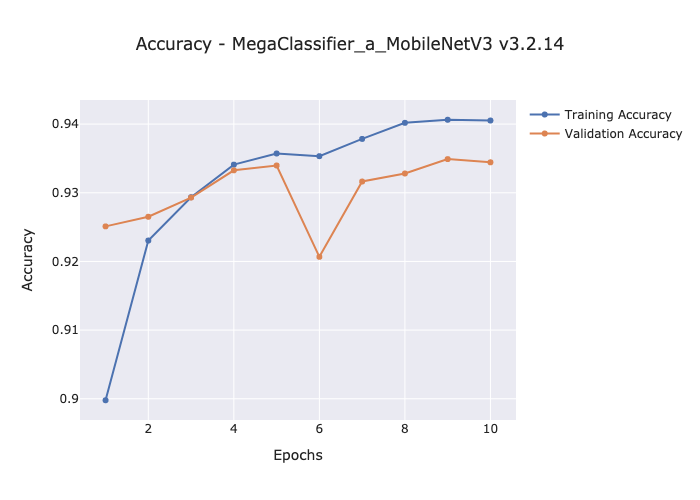 Accuracy - MegaClassifier_a_MobileNetV3 v3.2.14
Training Accuracy
Validation Accuracy
0.94
0.93
0.92
0.91
0.9
Accuracy
2
4
6
8
10
Epochs